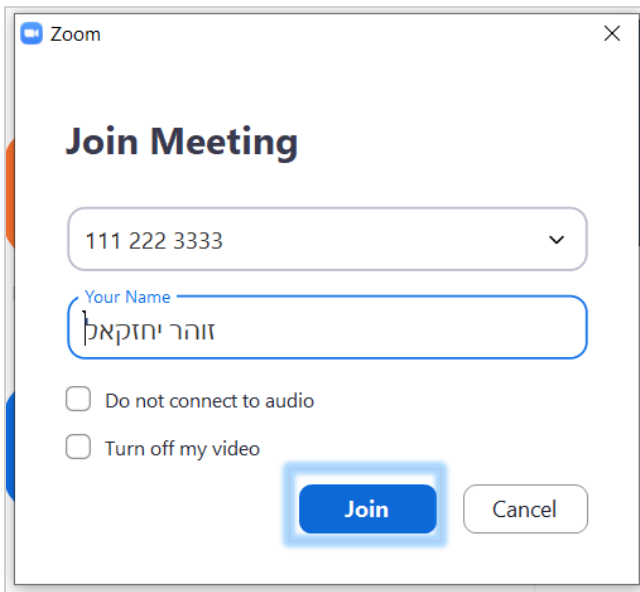 Zoom
Join Meeting
111 222 3333
Your Name
זוהר יחזקאל
Do not connect to audio
Turn off my video
Join Cancel